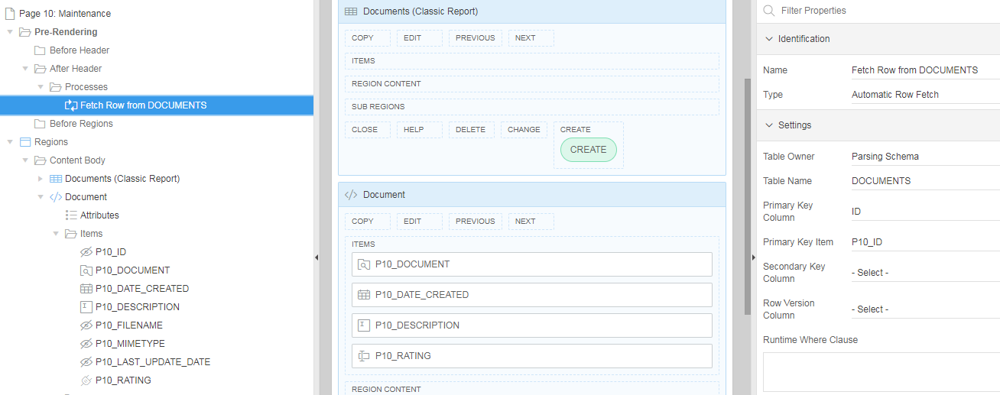 Page 10: Maintenance
Pre-Rendering
Before Header
After Header
Processes
Fetch Row from DOCUMENTS
Before Regions
Regions
Content Body
Documents (Classic Report)
Document
Attributes
Items
P10_ID
P10_DOCUMENT
P10_DATE_CREATED
P10_DESCRIPTION
P10_FILENAME
P10_MIMETYPE
P10_LAST_UPDATE_DATE
P10_RATING
Documents (Classic Report)
COPY EDIT PREVIOUS NEXT
ITEMS
REGION CONTENT
SUB REGIONS
CLOSE HELP DELETE CHANGE CREATE
CREATE
Document
COPY EDIT PREVIOUS NEXT
ITEMS
P10_DOCUMENT
P10_DATE_CREATED
P10_DESCRIPTION
P10_RATING
REGION CONTENT
Filter Properties
Identification
Name Fetch Row from DOCUMENTS
Type Automatic Row Fetch
Settings
Table Owner Parsing Schema
Table Name DOCUMENTS
Primary Key
Column ID
Primary Key Item P10_ID
Secondary Key
Column - Select -
Row Version
Column - Select -
Runtime Where Clause